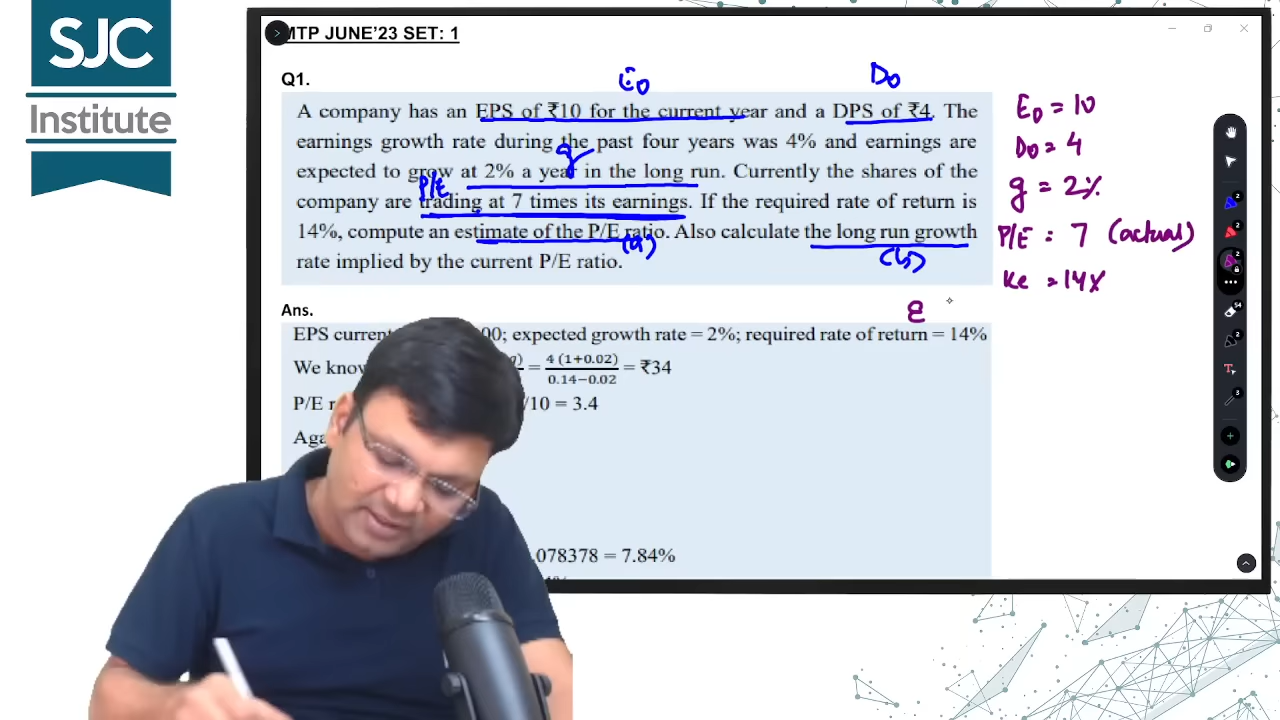 SJC
Institute
MTP JUNE'23 SET: 1
Q1.
E0
D0
A company has an EPS of ₹10 for the current year and a DPS of ₹4. The
earnings growth rate during the past four years was 4% and earnings are
g
expected to grow at 2% a year in the long run. Currently the shares of the
P/E
company are trading at 7 times its earnings. If the required rate of return is
14%, compute an estimate of the P/E ratio. Also calculate the long run growth
(a)
(b)
rate implied by the current P/E ratio.
E0 = 10
D0 = 4
g = 2%
P/E = 7 (actual)
Ke = 14%
Ans.
E
EPS current 00; expected growth rate = 2%; required rate of return = 14%
We know g) = 4 (1+0.02) / 0.14−0.02 = ₹34
P/E r /10 = 3.4
Aga
.078378 = 7.84%